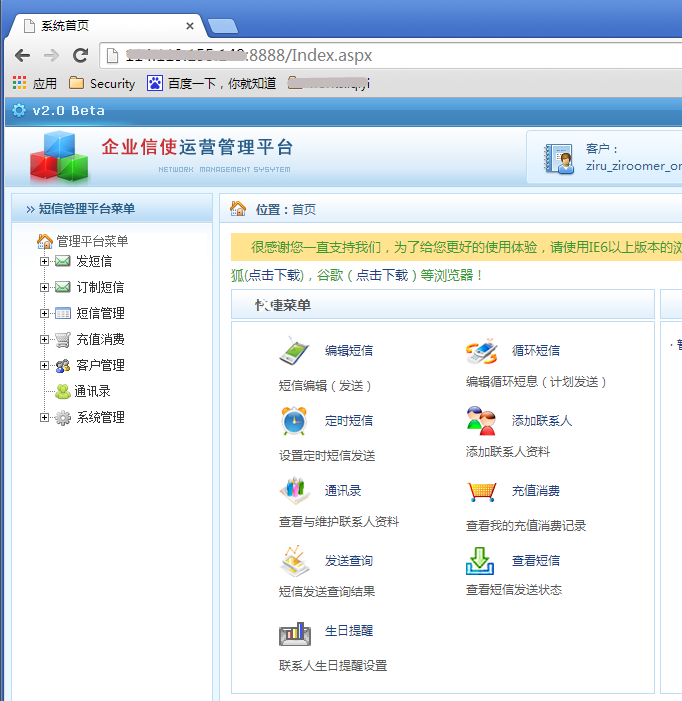 系统首页
:8888/Index.aspx
应用 Security 百度一下，你就知道
v2.0 Beta
企业信使运营管理平台
NETWORK MANAGEMENT SYSYTEM
客户：
ziru_ziroomer_or
» 短信管理平台菜单
位置：首页
管理平台菜单
发短信
订制短信
短信管理
充值消费
客户管理
通讯录
系统管理
很感谢您一直支持我们，为了给您更好的使用体验，请使用IE6以上版本的浏
狐(点击下载)，谷歌（点击下载）等浏览器！
快捷菜单
编辑短信
短信编辑（发送）
循环短信
编辑循环短息（计划发送）
定时短信
设置定时短信发送
添加联系人
添加联系人资料
通讯录
查看与维护联系人资料
充值消费
查看我的充值消费记录
发送查询
短信发送查询结果
查看短信
查看短信发送状态
生日提醒
联系人生日提醒设置